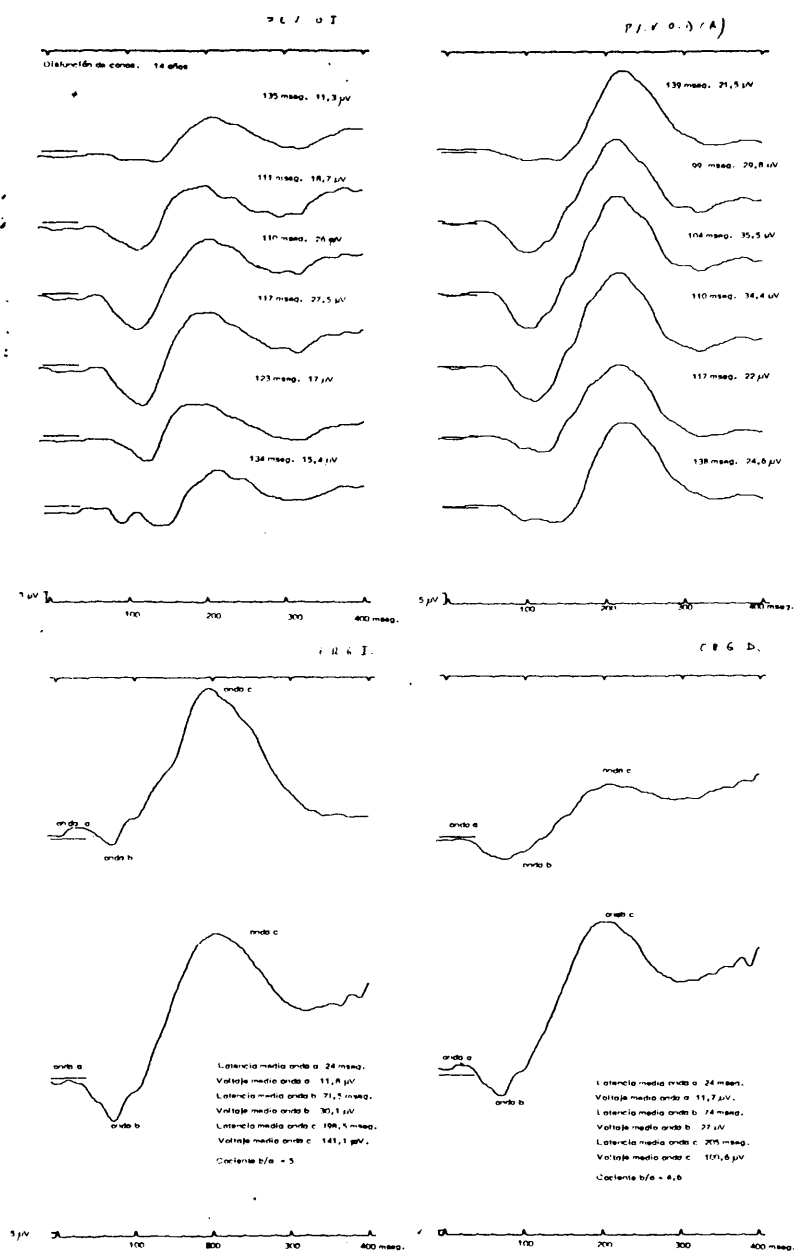 Disfunción de conos. 14 años
135 mseg. 11,3 µV
111 mseg. 18,7 µV
110 mseg. 26 µV
117 mseg. 27,5 µV
123 mseg. 17 µV
134 mseg. 15,4 µV
100 200 300 400 mseg.
139 mseg. 21,5 µV
99 mseg. 29,8 µV
104 mseg. 35,5 µV
110 mseg. 34,4 µV
117 mseg. 22 µV
138 mseg. 24,6 µV
5 µV
100 200 300 400 mseg.
onda c
onda a
onda b
onda c
onda a
onda b
Latencia media onda a 24 mseg.
Voltaje medio onda a 11,8 µV
Latencia media onda b 71,5 mseg.
Voltaje medio onda b 30,1 µV
Latencia media onda c 198,5 mseg.
Voltaje medio onda c 141,1 µV.
Cociente b/a = 5
5 µV
100 200 300 400 mseg.
E R G D.
onda c
onda a
onda b
onda c
onda a
onda b
Latencia media onda a 24 mseg.
Voltaje medio onda a 11,7 µV.
Latencia media onda b 74 mseg.
Voltaje medio onda b 27 µV
Latencia media onda c 205 mseg.
Voltaje medio onda c 100,6 µV
Cociente b/a = 4,6
5 µV
100 200 300 400 mseg.